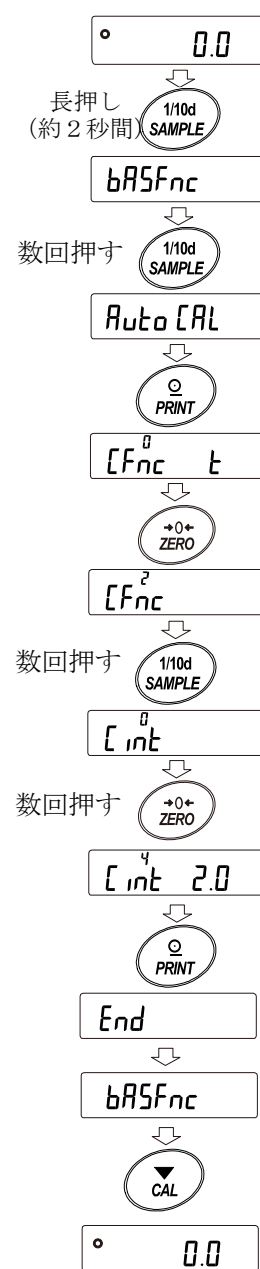 0.0
長押し
(約２秒間)
1/10d
SAMPLE
bASFnc
数回押す
1/10d
SAMPLE
Auto CAL
PRINT
0
CFnc t
→0←
ZERO
2
CFnc
数回押す
1/10d
SAMPLE
0
C int
数回押す
→0←
ZERO
4
C int 2.0
PRINT
End
bASFnc
CAL
0.0